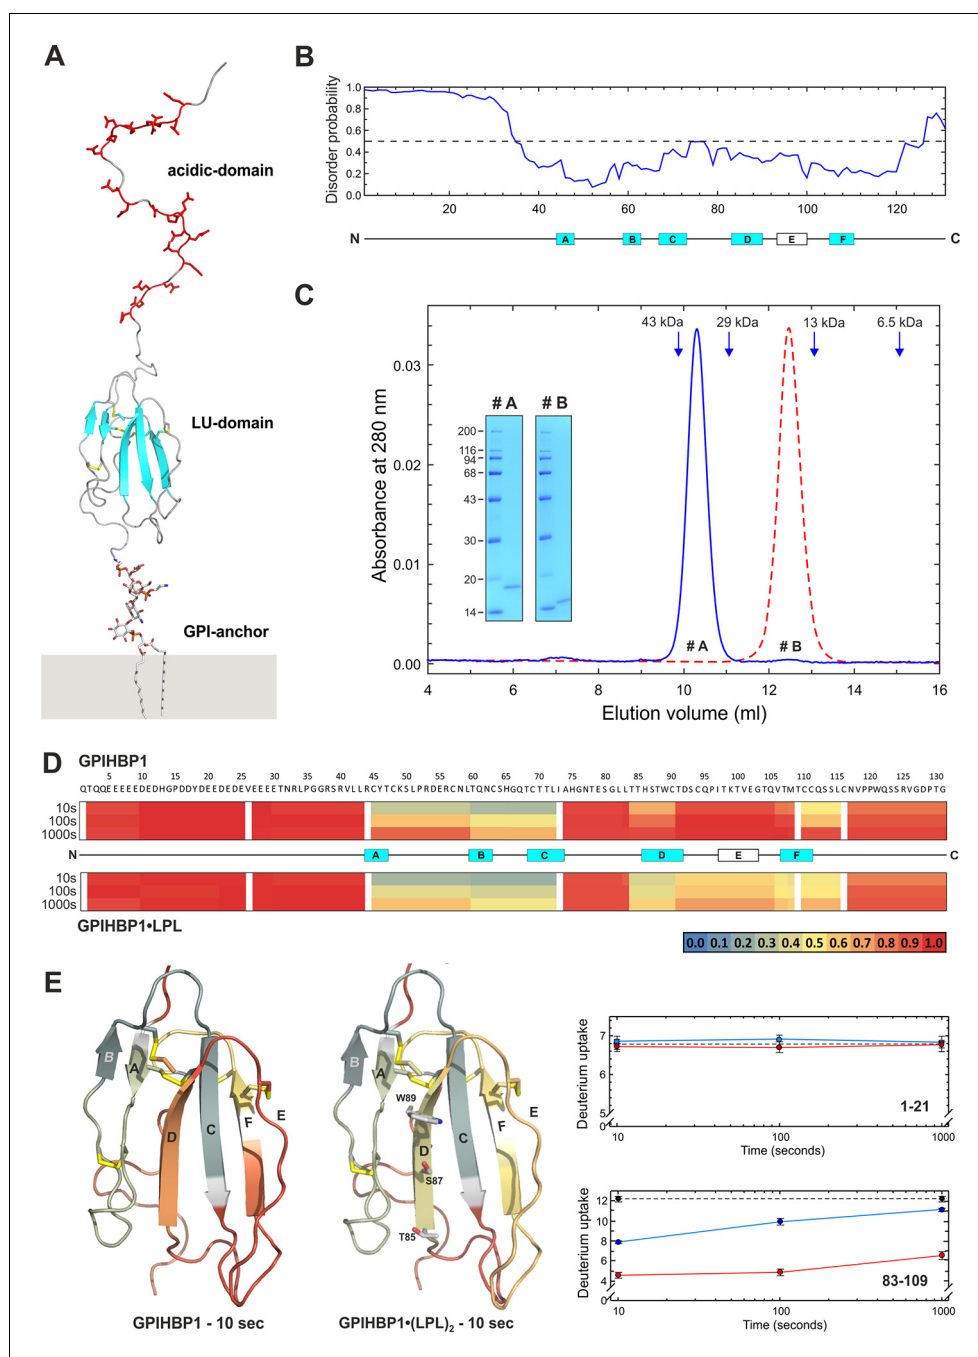 A
acidic-domain
LU-domain
GPI-anchor
B
Disorder probability
1.0
0.8
0.6
0.4
0.2
0.0
20 40 60 80 100 120
N A B C D E F C
C
43 kDa 29 kDa 13 kDa 6.5 kDa
Absorbance at 280 nm
0.03
0.02
0.01
0.00
# A # B
200
116
94
68
43
30
20
14
# A # B
4 6 8 10 12 14 16
Elution volume (ml)
D
GPIHBP1
5 10 15 20 25 30 35 40 45 50 55 60 65 70 75 80 85 90 95 100 105 110 115 120 125 130
QTQQEEEEEDEDHGPDDYDEEDEDEVEEEETNRLPGGRSRVLLRCYTCKSLPRDERCNLTQNCSHGQTCTTLIAHGNTESGLLTTHSTWCTDSCQPITKTVEGTQVTMTCCQSSLCNVPPWQSSRVGDPTG
10s
100s
1000s
N A B C D E F C
10s
100s
1000s
GPIHBP1•LPL
0.0 0.1 0.2 0.3 0.4 0.5 0.6 0.7 0.8 0.9 1.0
E
B A D C F E
GPIHBP1 - 10 sec
B A W89 D S87 T85 C F E
GPIHBP1•(LPL)2 - 10 sec
Deuterium uptake
7
6
5
0
1-21
10 100 1000
Time (seconds)
Deuterium uptake
12
10
8
6
4
0
83-109
10 100 1000
Time (seconds)